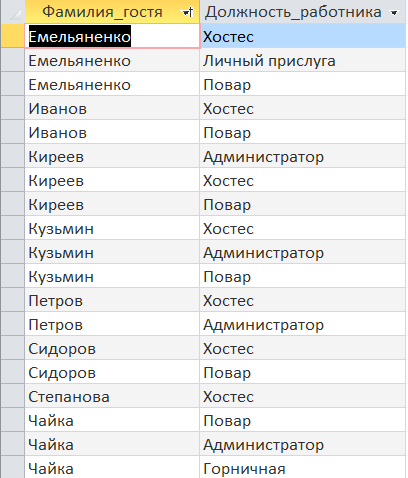 Фамилия_гостя Должность_работника
Емельяненко Хостес
Емельяненко Личный прислуга
Емельяненко Повар
Иванов Хостес
Иванов Повар
Киреев Администратор
Киреев Хостес
Киреев Повар
Кузьмин Хостес
Кузьмин Администратор
Кузьмин Повар
Петров Хостес
Петров Администратор
Сидоров Хостес
Сидоров Повар
Степанова Хостес
Чайка Повар
Чайка Администратор
Чайка Горничная